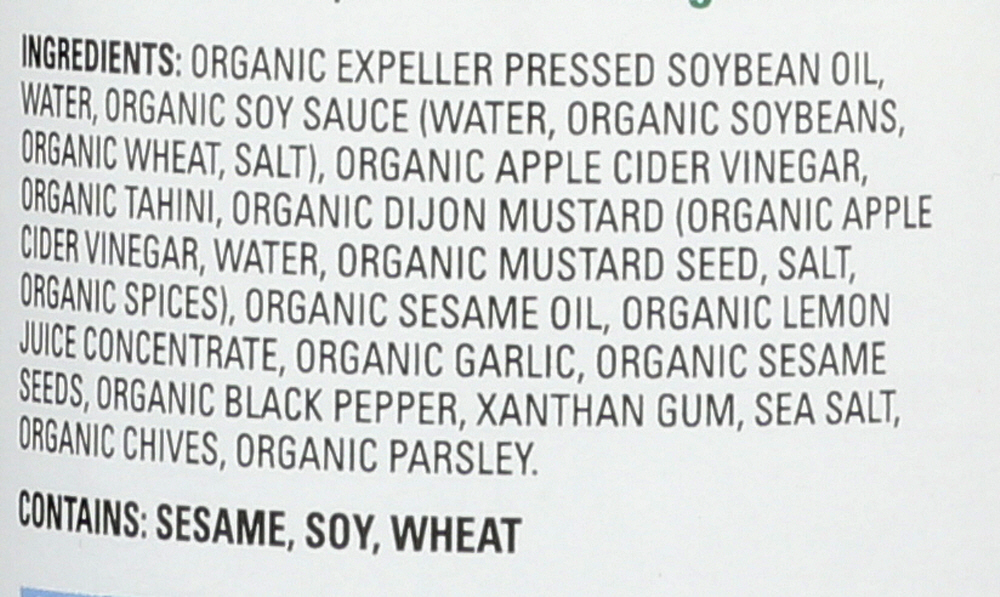 INGREDIENTS: ORGANIC EXPELLER PRESSED SOYBEAN OIL,
WATER, ORGANIC SOY SAUCE (WATER, ORGANIC SOYBEANS,
ORGANIC WHEAT, SALT), ORGANIC APPLE CIDER VINEGAR,
ORGANIC TAHINI, ORGANIC DIJON MUSTARD (ORGANIC APPLE
CIDER VINEGAR, WATER, ORGANIC MUSTARD SEED, SALT,
ORGANIC SPICES), ORGANIC SESAME OIL, ORGANIC LEMON
JUICE CONCENTRATE, ORGANIC GARLIC, ORGANIC SESAME
SEEDS, ORGANIC BLACK PEPPER, XANTHAN GUM, SEA SALT,
ORGANIC CHIVES, ORGANIC PARSLEY.
CONTAINS: SESAME, SOY, WHEAT